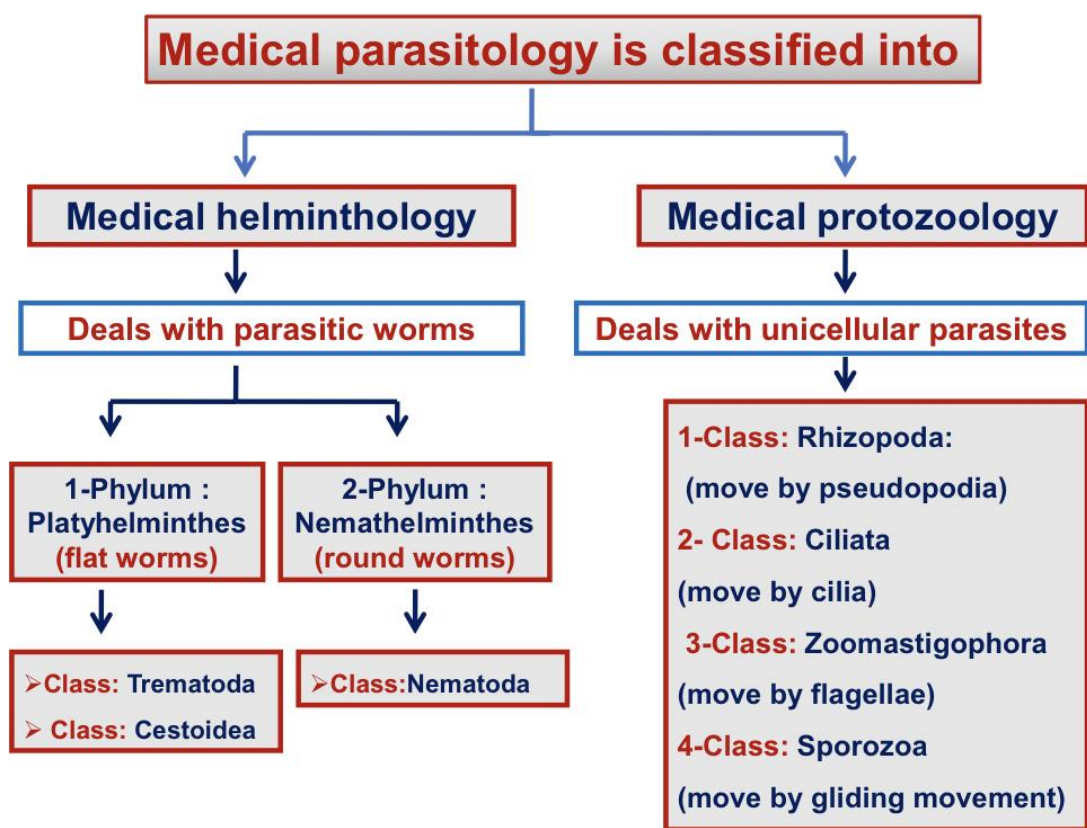 Medical parasitology is classified into
Medical helminthology
Deals with parasitic worms
1-Phylum :
Platyhelminthes
(flat worms)
➢Class: Trematoda
➢ Class: Cestoidea
2-Phylum :
Nemathelminthes
(round worms)
➢Class:Nematoda
Medical protozoology
Deals with unicellular parasites
1-Class: Rhizopoda:
(move by pseudopodia)
2- Class: Ciliata
(move by cilia)
3-Class: Zoomastigophora
(move by flagellae)
4-Class: Sporozoa
(move by gliding movement)